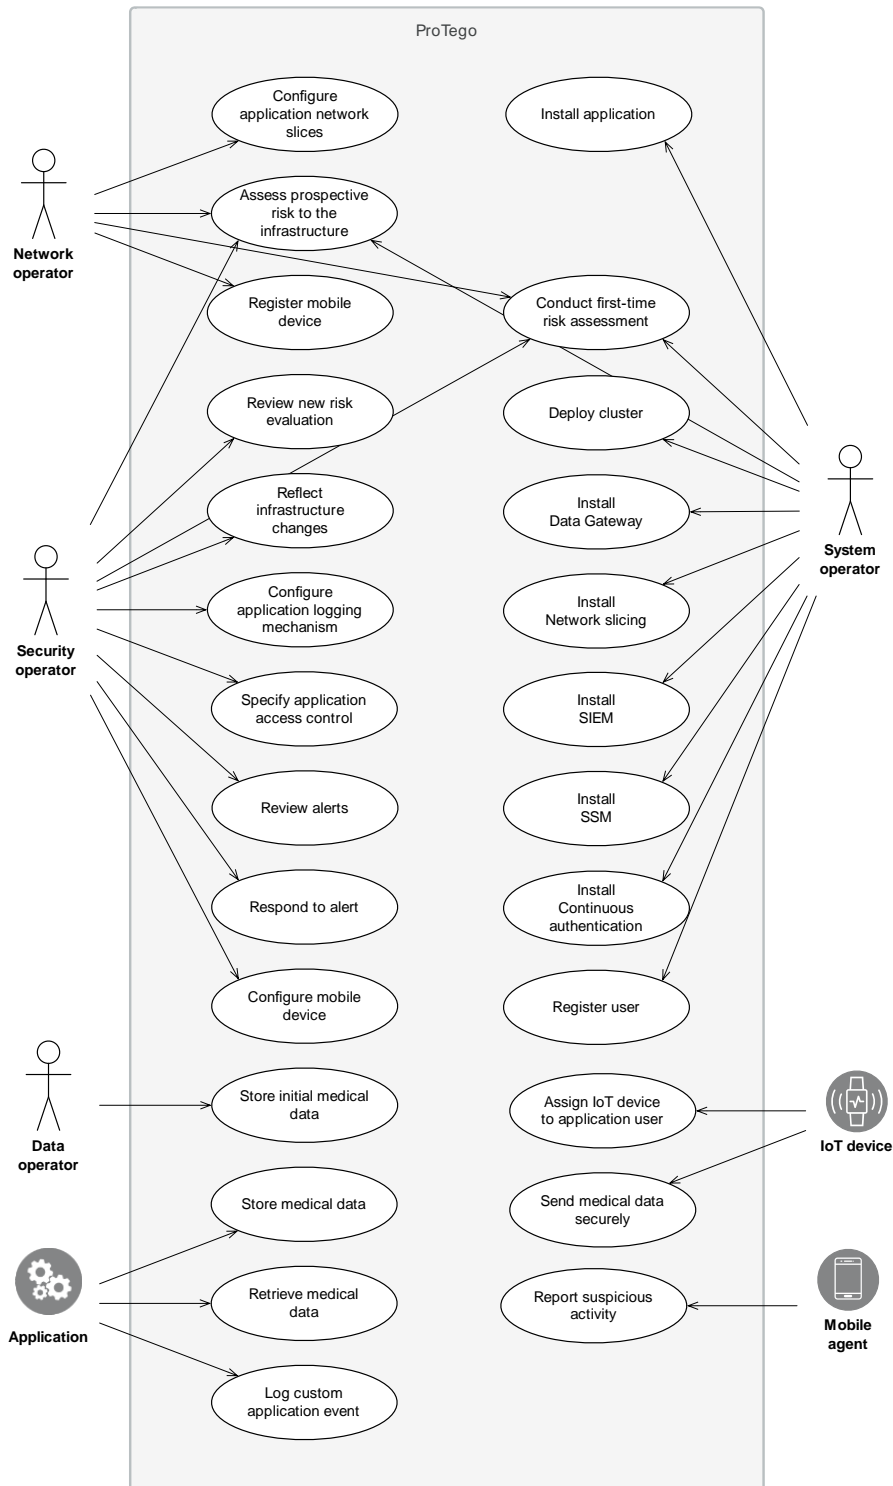 ProTego
Configure
application network
slices
Install application
Network
operator
Assess prospective
risk to the
infrastructure
Register mobile
device
Conduct first-time
risk assessment
Review new risk
evaluation
Deploy cluster
Reflect
infrastructure
changes
Install
Data Gateway
System
operator
Security
operator
Configure
application logging
mechanism
Install
Network slicing
Specify application
access control
Install
SIEM
Review alerts
Install
SSM
Respond to alert
Install
Continuous
authentication
Configure mobile
device
Register user
Data
operator
Store initial medical
data
Assign IoT device
to application user
IoT device
Store medical data
Send medical data
securely
Application
Retrieve medical
data
Report suspicious
activity
Mobile
agent
Log custom
application event